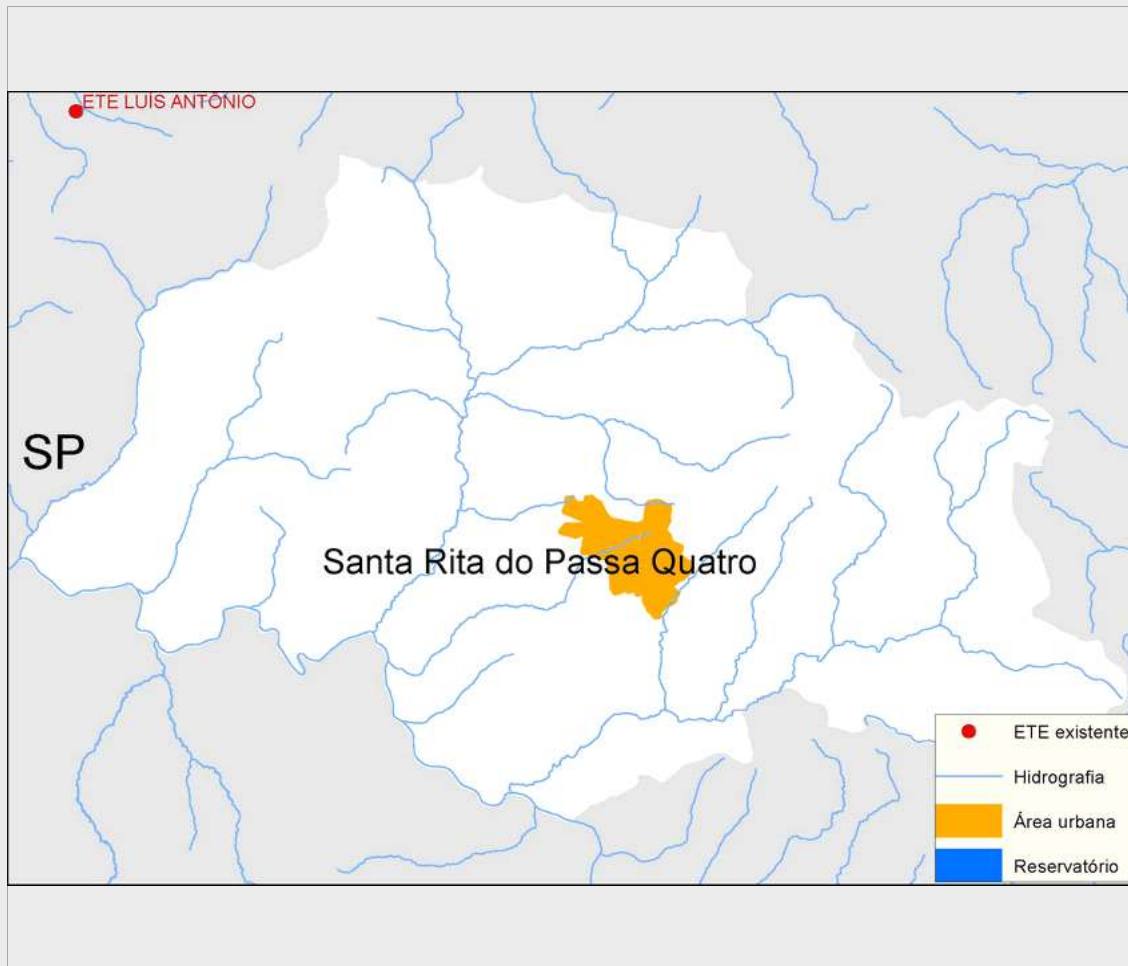 ETE LUÍS ANTÔNIO
SP
Santa Rita do Passa Quatro
ETE existente
Hidrografia
Área urbana
Reservatório